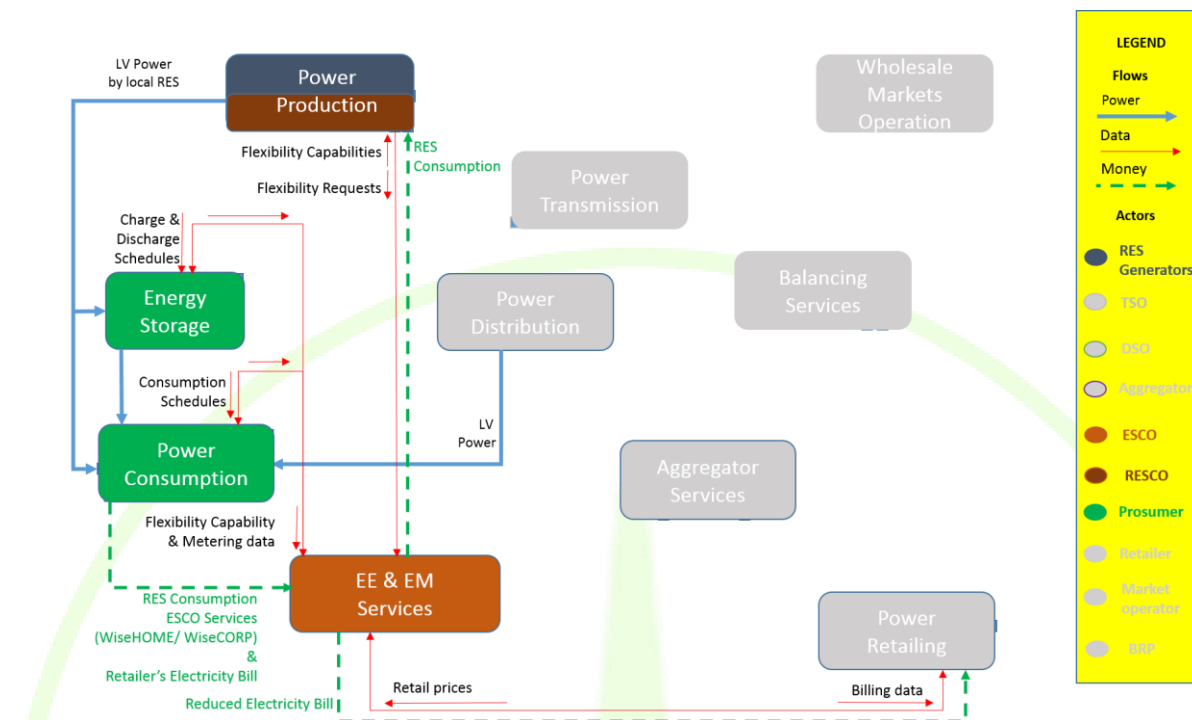 LV Power
by local RES
Power
Production
Wholesale
Markets
Operation
Flexibility Capabilities
RES
Consumption
Flexibility Requests
Power
Transmission
Charge &
Discharge
Schedules
Energy
Storage
Power
Distribution
Balancing
Services
Consumption
Schedules
Power
Consumption
LV
Power
Aggregator
Services
Flexibility Capability
& Metering data
EE & EM
Services
RES Consumption
ESCO Services
(WiseHOME/ WiseCORP)
&
Retailer's Electricity Bill
Reduced Electricity Bill
Retail prices
Billing data
Power
Retailing
LEGEND
Flows
Power
Data
Money
Actors
RES
Generators
TSO
DSO
Aggregator
ESCO
RESCO
Prosumer
Retailer
Market
operator
BRP